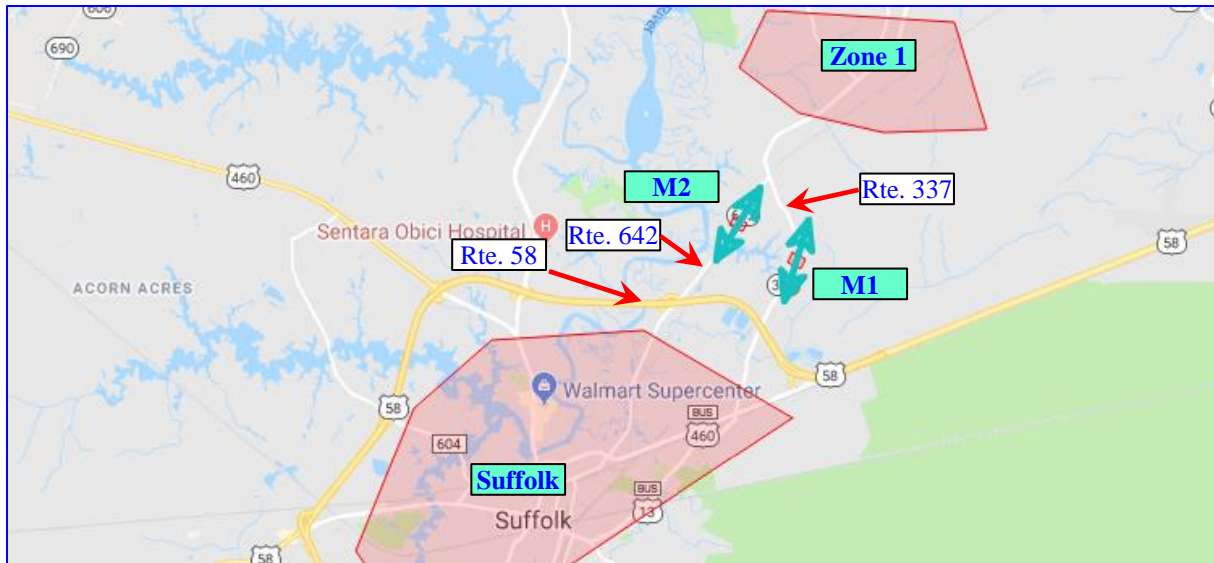 690
Zone 1
460
M2
Rte. 337
Sentara Obici Hospital
H
Rte. 642
Rte. 58
58
M1
ACORN ACRES
58
Walmart Supercenter
58
BUS
460
604
Suffolk
BUS
13
Suffolk
58